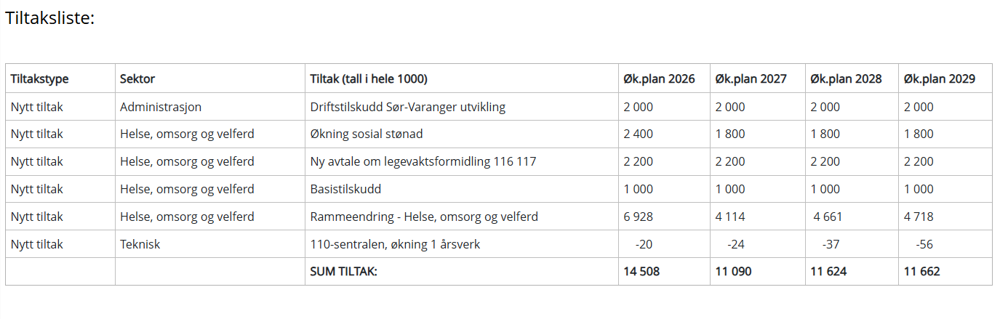 Tiltaksliste:
Tiltakstype Sektor Tiltak (tall i hele 1000) Øk.plan 2026 Øk.plan 2027 Øk.plan 2028 Øk.plan 2029
Nytt tiltak Administrasjon Driftstilskudd Sør-Varanger utvikling 2 000 2 000 2 000 2 000
Nytt tiltak Helse, omsorg og velferd Økning sosial stønad 2 400 1 800 1 800 1 800
Nytt tiltak Helse, omsorg og velferd Ny avtale om legevaktsformidling 116 117 2 200 2 200 2 200 2 200
Nytt tiltak Helse, omsorg og velferd Basistilskudd 1 000 1 000 1 000 1 000
Nytt tiltak Helse, omsorg og velferd Rammeendring - Helse, omsorg og velferd 6 928 4 114 4 661 4 718
Nytt tiltak Teknisk 110-sentralen, økning 1 årsverk -20 -24 -37 -56
SUM TILTAK: 14 508 11 090 11 624 11 662